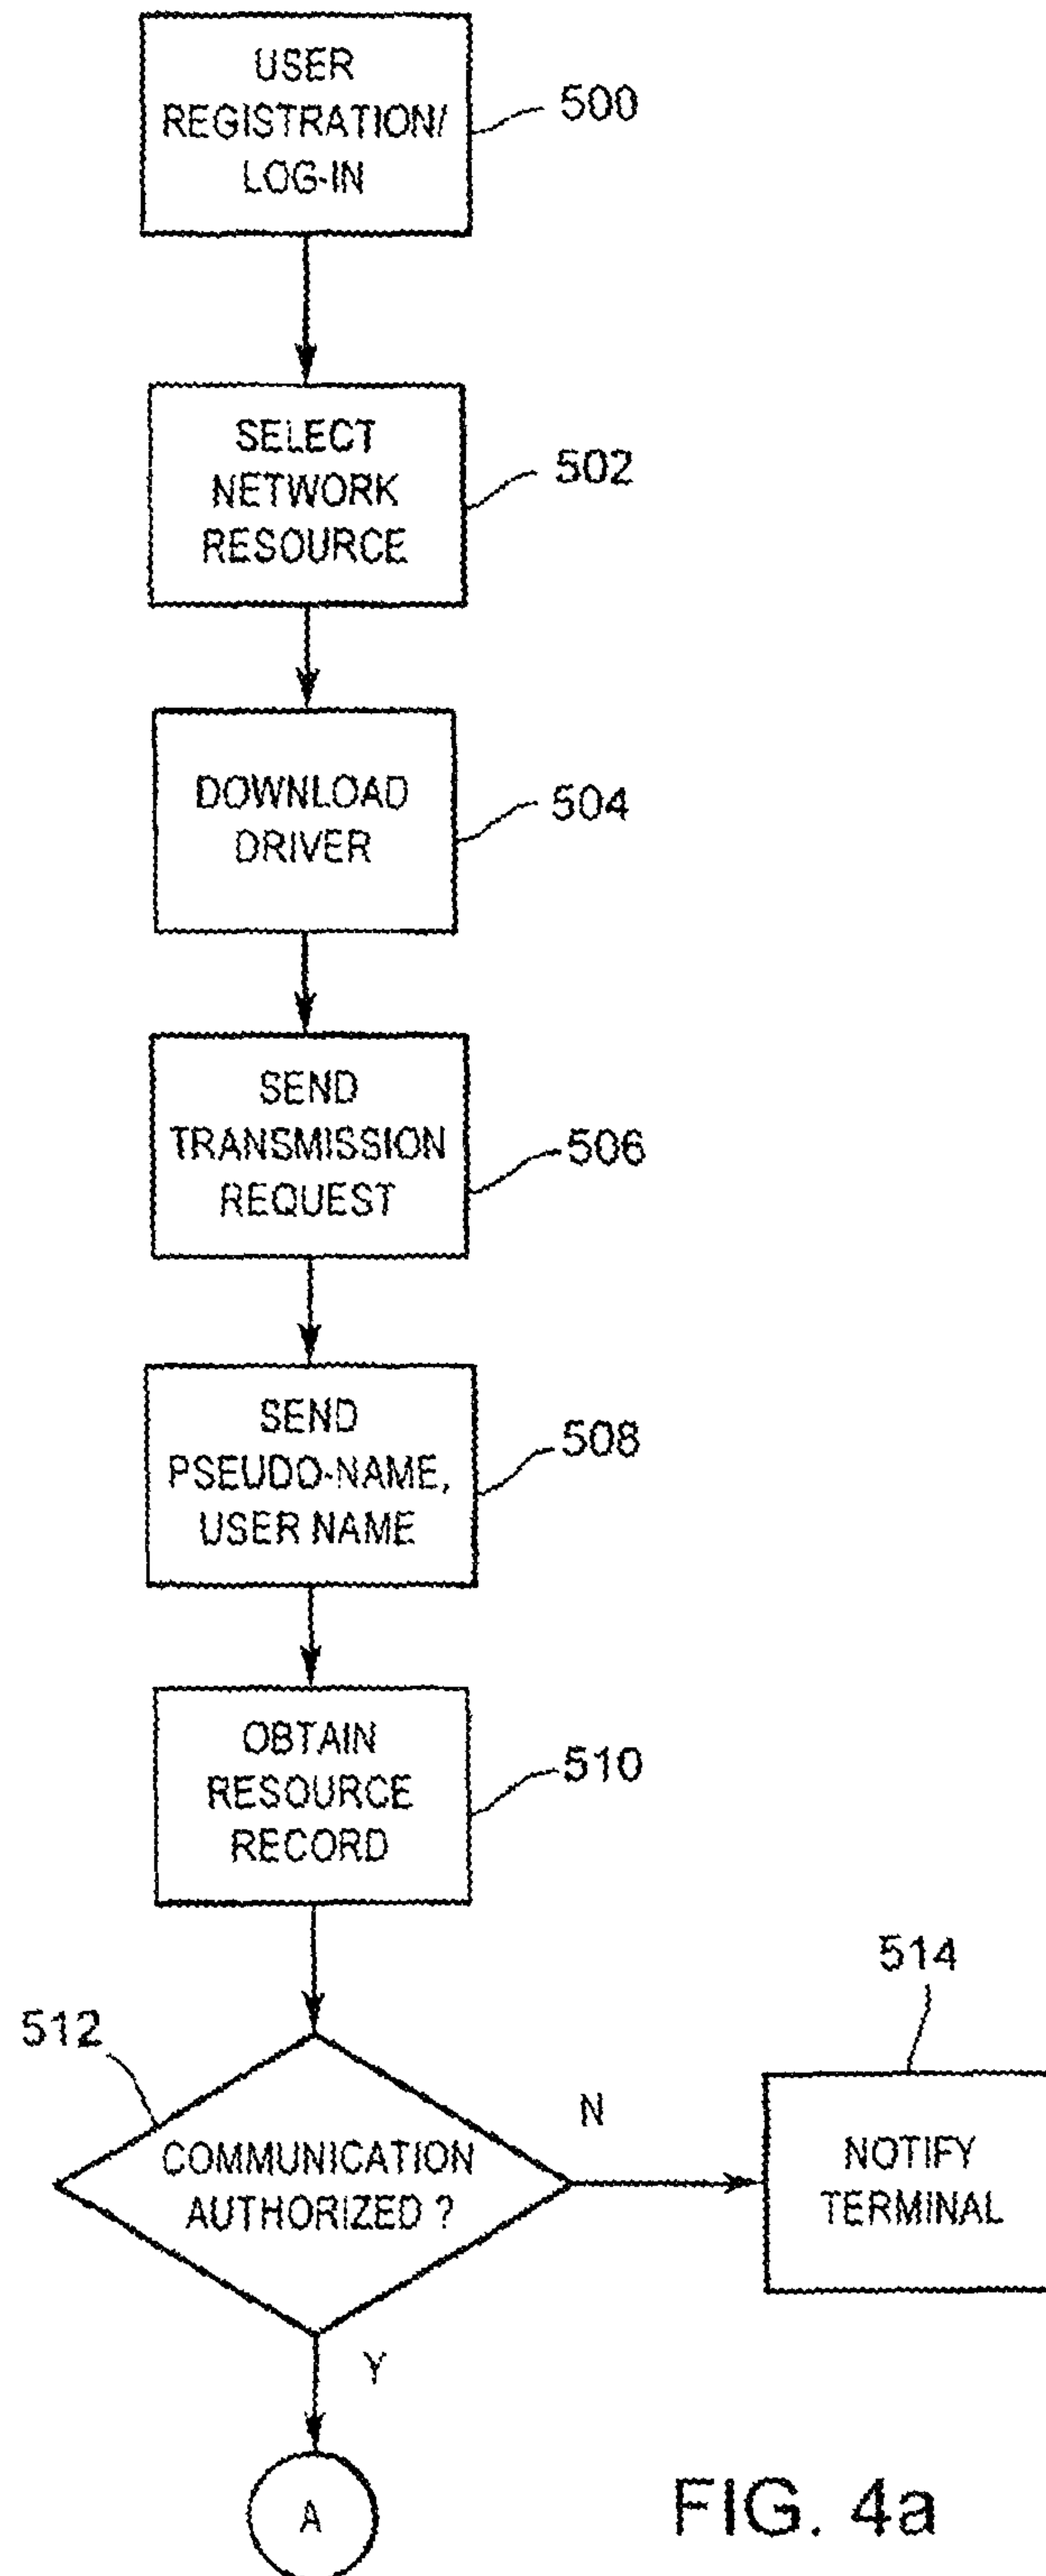 USER
REGISTRATION/
LOG-IN
500
SELECT
NETWORK
RESOURCE
502
DOWNLOAD
DRIVER
504
SEND
TRANSMISSION
REQUEST
506
SEND
PSEUDO-NAME,
USER NAME
508
OBTAIN
RESOURCE
RECORD
510
512
COMMUNICATION
AUTHORIZED ?
N
514
NOTIFY
TERMINAL
Y
A
FIG. 4a